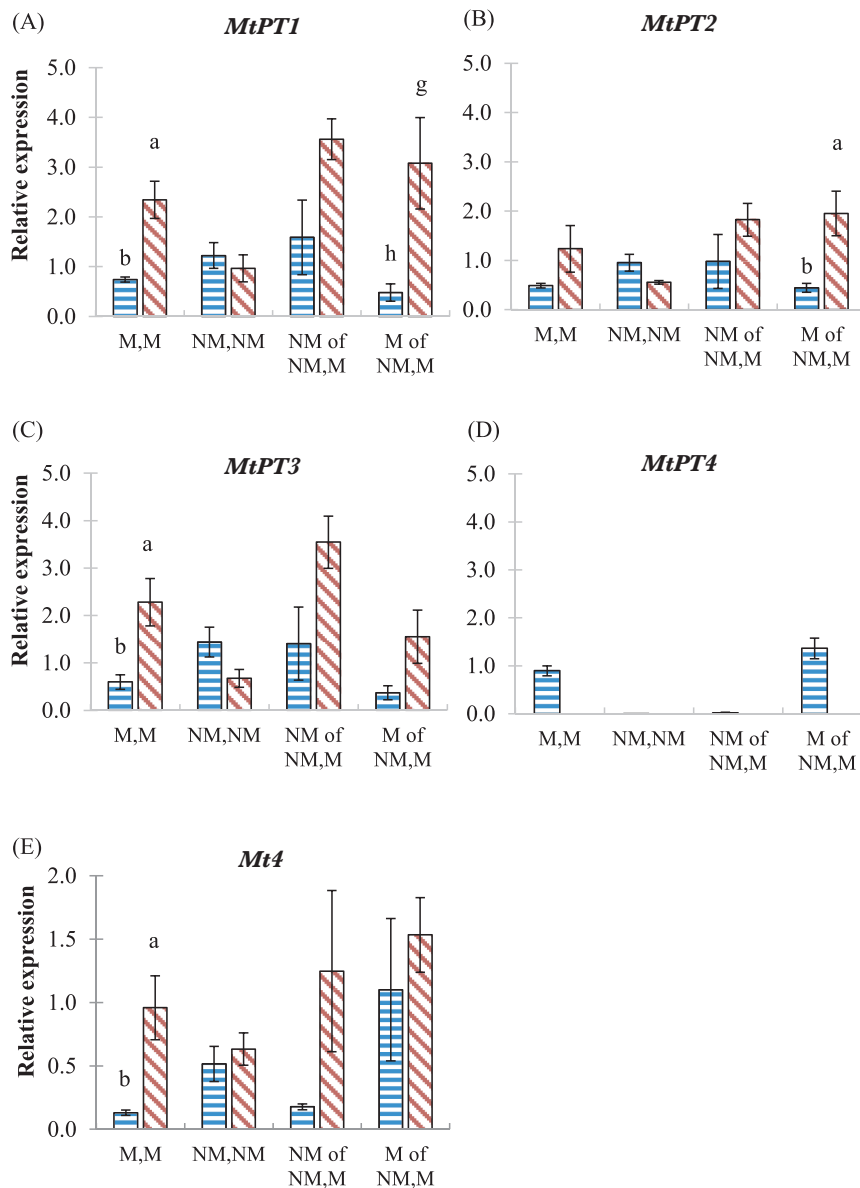 (A)
MtPT1
Relative expression
5.0
4.0
3.0
2.0
1.0
0.0
b
a
h
g
M,M
NM,NM
NM of
NM,M
M of
NM,M
(B)
MtPT2
5.0
4.0
3.0
2.0
1.0
0.0
b
a
M,M
NM,NM
NM of
NM,M
M of
NM,M
(C)
MtPT3
Relative expression
5.0
4.0
3.0
2.0
1.0
0.0
b
a
M,M
NM,NM
NM of
NM,M
M of
NM,M
(D)
MtPT4
5.0
4.0
3.0
2.0
1.0
0.0
M,M
NM,NM
NM of
NM,M
M of
NM,M
(E)
Mt4
Relative expression
2.0
1.5
1.0
0.5
0.0
b
a
M,M
NM,NM
NM of
NM,M
M of
NM,M